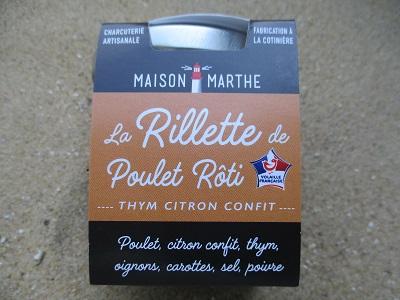 CHARCUTERIE
ARTISANALE
FABRICATION À
LA COTINIÈRE
MAISON MARTHE
La Rillette de
Poulet Rôti
VOLAILLE
FRANÇAISE
THYM CITRON CONFIT
Poulet, citron confit, thym,
oignons, carottes, sel, poivre